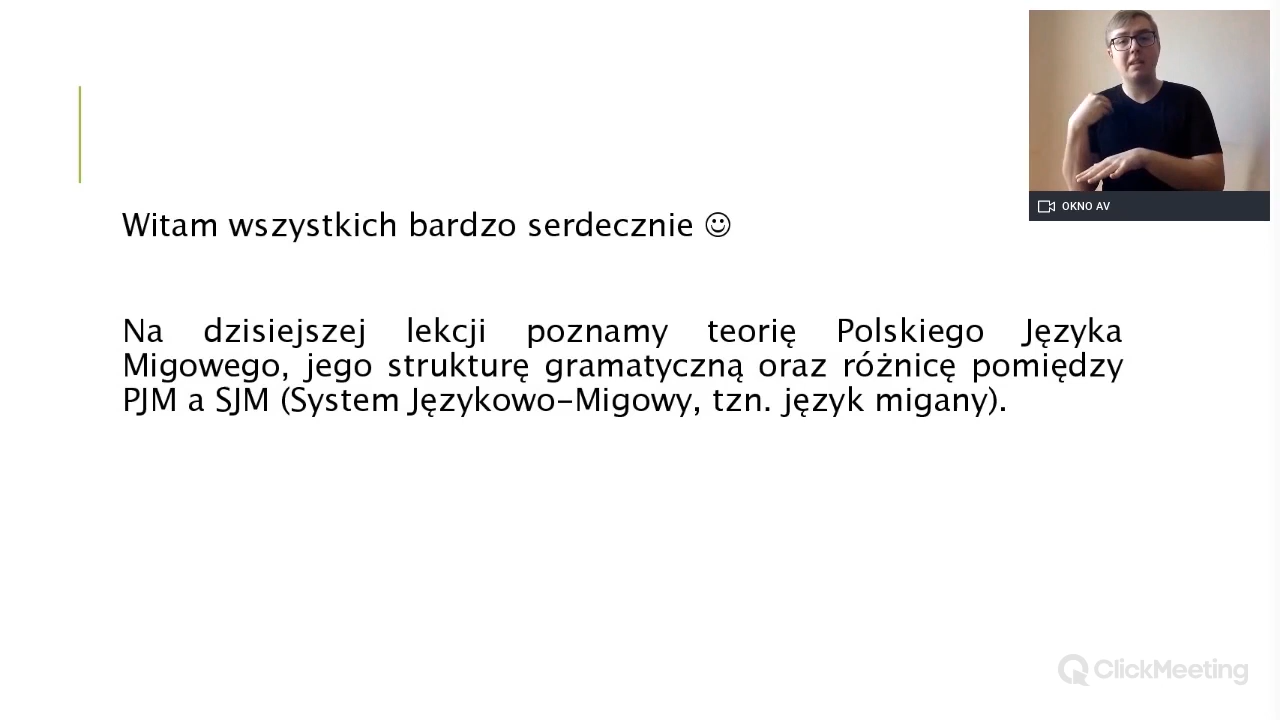 OKNO AV
Witam wszystkich bardzo serdecznie ☺
Na dzisiejszej lekcji poznamy teorię Polskiego Języka
Migowego, jego strukturę gramatyczną oraz różnicę pomiędzy
PJM a SJM (System Językowo-Migowy, tzn. język migany).
ClickMeeting